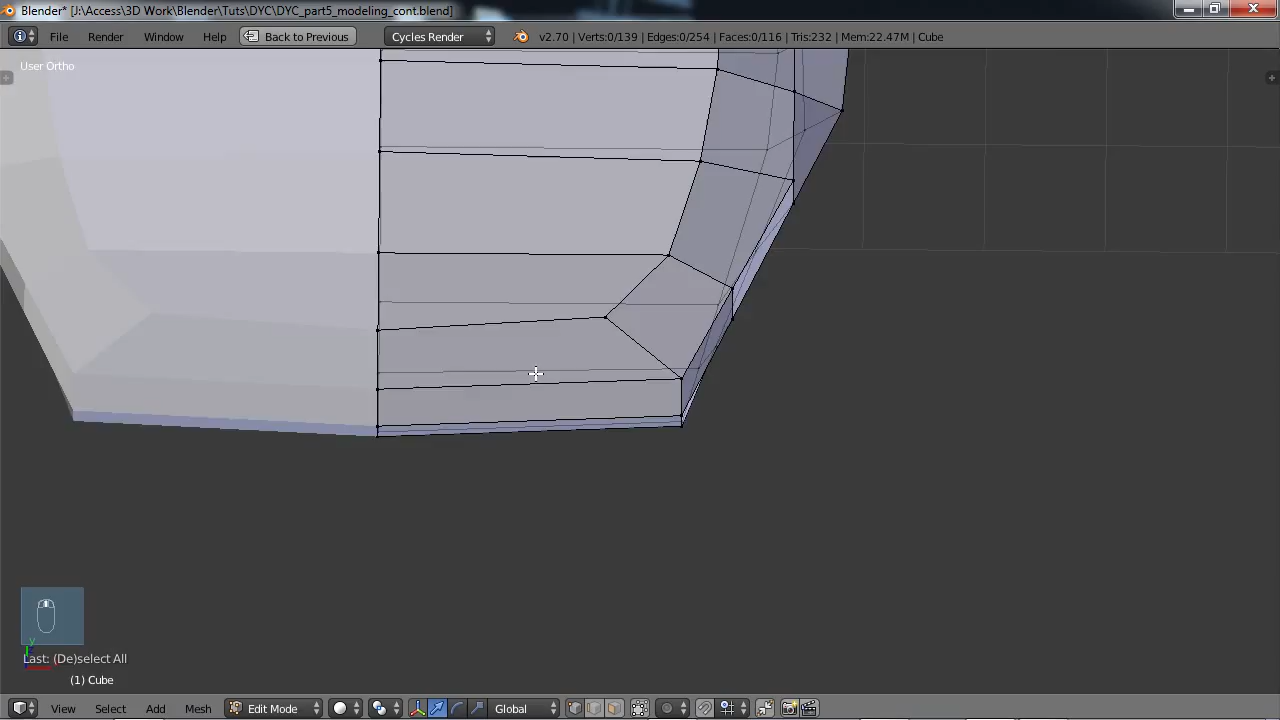 Blender* [J:\Access\3D Work\Blender\Tuts\DYC\DYC_part5_modeling_cont.blend]
File Render Window Help Back to Previous Cycles Render v2.70 | Verts:0/139 | Edges:0/254 | Faces:0/116 | Tris:232 | Mem:22.47M | Cube
User Ortho
y
Last: (De)select All
(1) Cube
View Select Add Mesh Edit Mode Global